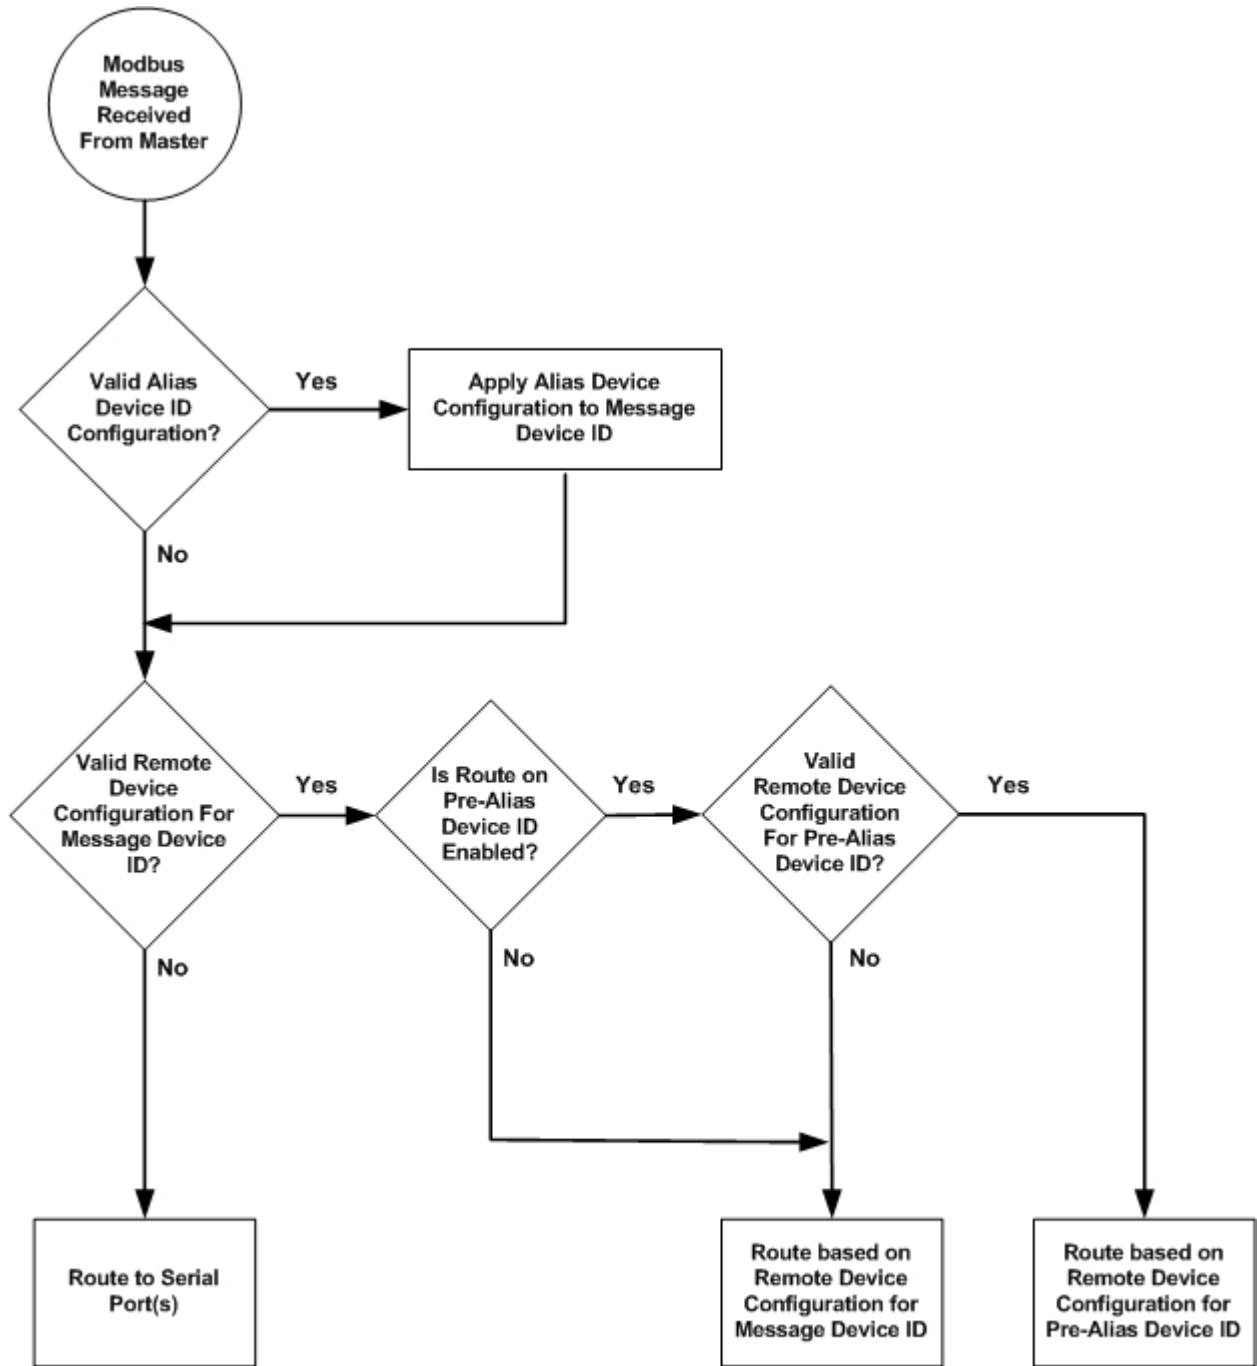 Modbus
Message
Received
From Master
Valid Alias
Device ID
Configuration?
Yes
Apply Alias Device
Configuration to Message
Device ID
No
Valid Remote
Device
Configuration For
Message Device
ID?
Yes
Is Route on
Pre-Alias
Device ID
Enabled?
Yes
Valid
Remote Device
Configuration
For Pre-Alias
Device ID?
Yes
No
No
No
Route to Serial
Port(s)
Route based on
Remote Device
Configuration for
Message Device ID
Route based on
Remote Device
Configuration for
Pre-Alias Device ID